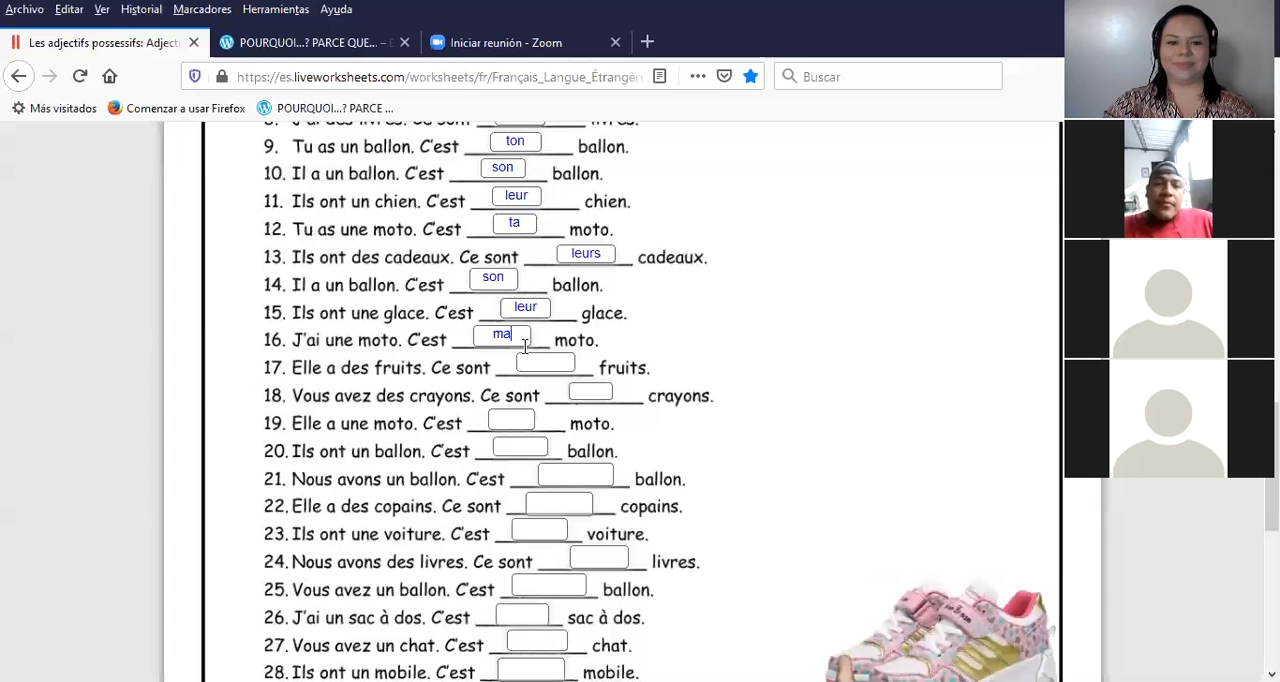 Archivo Editar Ver Historial Marcadores Herramientas Ayuda
Les adjectifs possessifs: Adject
POURQUOI...? PARCE QUE... – E
Iniciar reunión - Zoom
https://es.liveworksheets.com/worksheets/fr/Français_Langue_Étrangèr
Buscar
Más visitados
Comenzar a usar Firefox
POURQUOI...? PARCE ...
8. J'ai des livres. Ce sont livres.
9. Tu as un ballon. C'est ton ballon.
10. Il a un ballon. C'est son ballon.
11. Ils ont un chien. C'est leur chien.
12. Tu as une moto. C'est ta moto.
13. Ils ont des cadeaux. Ce sont leurs cadeaux.
14. Il a un ballon. C'est son ballon.
15. Ils ont une glace. C'est leur glace.
16. J'ai une moto. C'est ma moto.
17. Elle a des fruits. Ce sont fruits.
18. Vous avez des crayons. Ce sont crayons.
19. Elle a une moto. C'est moto.
20. Ils ont un ballon. C'est ballon.
21. Nous avons un ballon. C'est ballon.
22. Elle a des copains. Ce sont copains.
23. Ils ont une voiture. C'est voiture.
24. Nous avons des livres. Ce sont livres.
25. Vous avez un ballon. C'est ballon.
26. J'ai un sac à dos. C'est sac à dos.
27. Vous avez un chat. C'est chat.
28. Ils ont un mobile. C'est mobile.